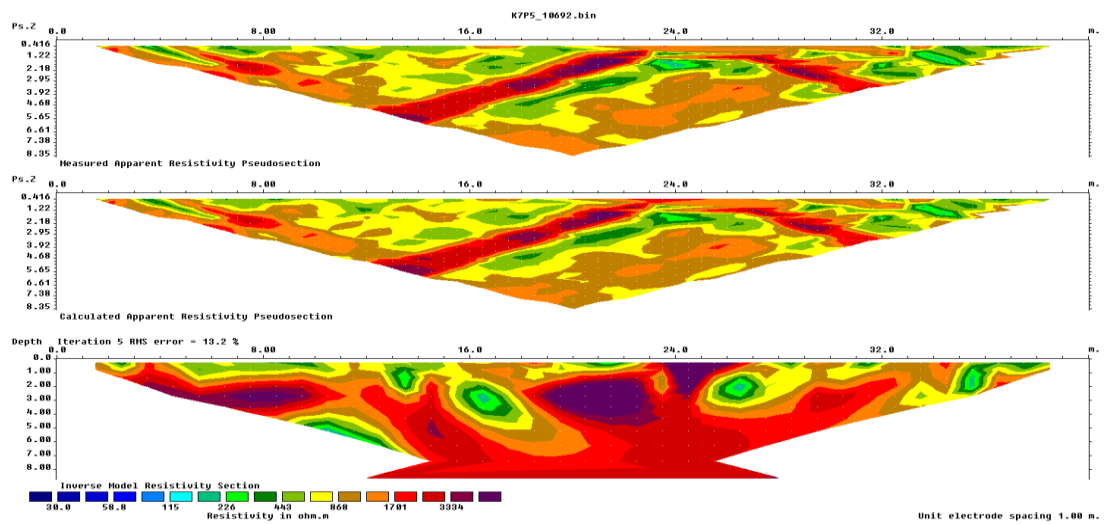 K7P5_10692.bin
Ps.Z 0.0 8.00 16.0 24.0 32.0 m.
0.416
1.22
2.18
2.95
3.92
4.68
5.65
6.61
7.38
8.35
Measured Apparent Resistivity Pseudosection
Ps.Z 0.0 8.00 16.0 24.0 32.0 m.
0.416
1.22
2.18
2.95
3.92
4.68
5.65
6.61
7.38
8.35
Calculated Apparent Resistivity Pseudosection
Depth Iteration 5 RMS error = 13.2 %
0.0 8.00 16.0 24.0 32.0 m.
0.0
1.00
2.00
3.00
4.00
5.00
6.00
7.00
8.00
Inverse Model Resistivity Section
30.0 58.8 115 226 443 868 1701 3334
Resistivity in ohm.m
Unit electrode spacing 1.00 m.